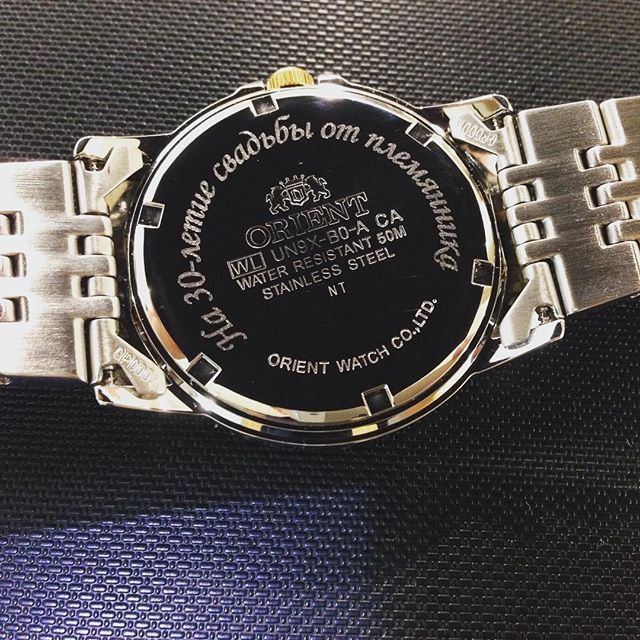 На 30-летие свадьбы от племянника
ORIENT
WL UN9X-B0-A CA
WATER RESISTANT 50M
STAINLESS STEEL
NT
ORIENT WATCH CO.,LTD.